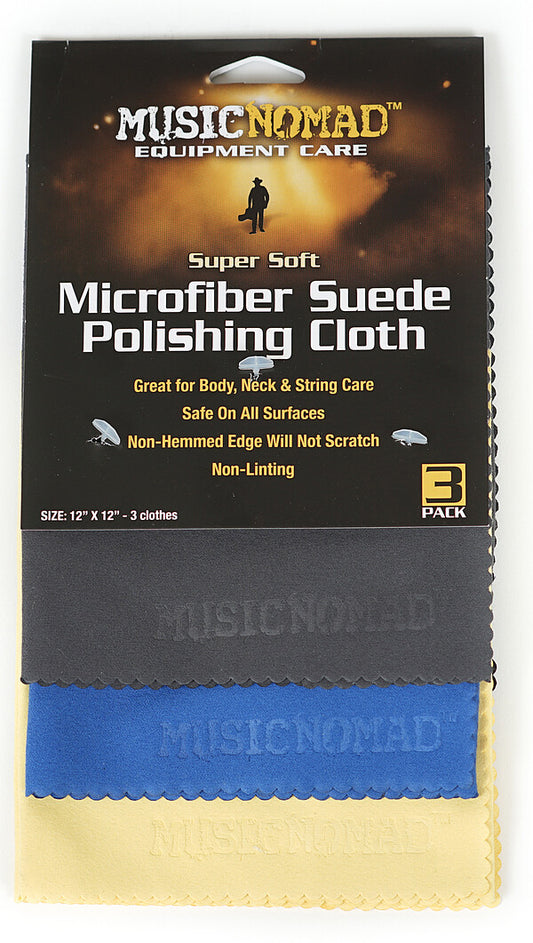 MUSICNOMAD™
EQUIPMENT CARE
Super Soft
Microfiber Suede
Polishing Cloth
Great for Body, Neck & String Care
Safe On All Surfaces
Non-Hemmed Edge Will Not Scratch
Non-Linting
3
PACK
SIZE: 12” X 12” - 3 clothes
MUSICNOMAD
MUSICNOMAD™
MUSICNOMAD™